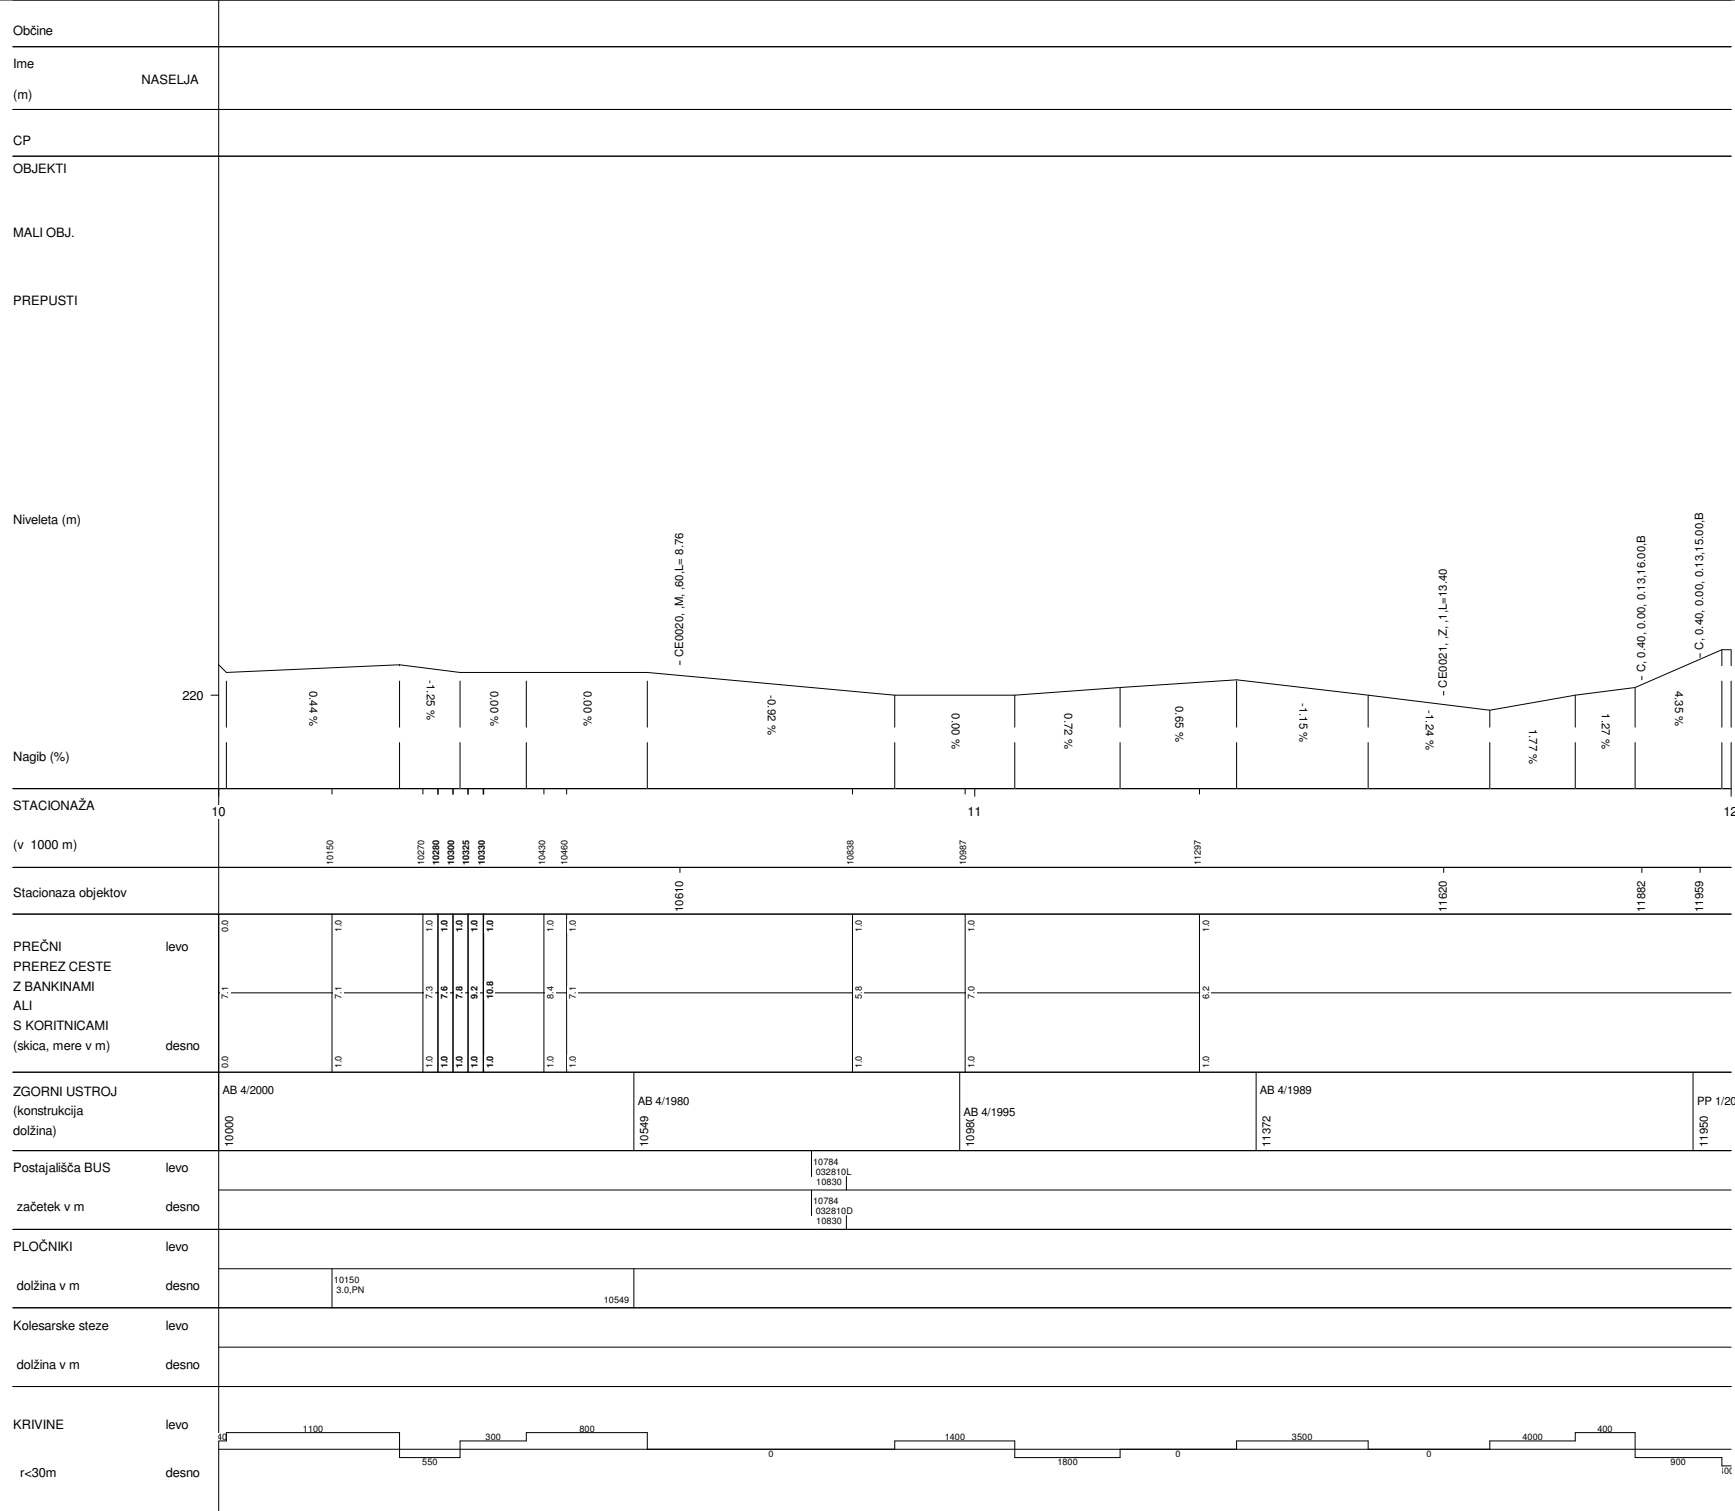 Občine
Ime
NASELJA
(m)
CP
OBJEKTI
MALI OBJ.
PREPUSTI
Niveleta (m)
- CE0020, ,M, ,60,L= 8.76
- CE0021, ,Z, ,1,L=13.40
- C, 0.40, 0.00, 0.13,16.00,B
- C, 0.40, 0.00, 0.13,15.00,B
220
0.44 %
-1.25 %
0.00 %
0.00 %
-0.92 %
0.00 %
0.72 %
0.65 %
-1.15 %
-1.24 %
1.77 %
1.27 %
4.35 %
Nagib (%)
STACIONAŽA
10 11 12
(v 1000 m)
10150 10270 10280 10300 10325 10330 10430 10460 10838 10987 11297
Stacionaza objektov
10610 11620 11882 11959
PREČNI levo
PREREZ CESTE
Z BANKINAMI
ALI
S KORITNICAMI
(skica, mere v m) desno
0.0 1.0 1.0 1.0 1.0 1.0 1.0 1.0 1.0 1.0 1.0 1.0
7.1 7.1 7.3 7.6 7.8 9.2 10.8 8.4 7.1 5.8 7.0 6.2
0.0 1.0 1.0 1.0 1.0 1.0 1.0 1.0 1.0 1.0 1.0 1.0
ZGORNI USTROJ
(konstrukcija
dolžina)
AB 4/2000
10000
AB 4/1980
10549
AB 4/1995
1098
AB 4/1989
11372
PP 1/20
11950
Postajališča BUS levo
10784
032810L
10830
začetek v m desno
10784
032810D
10830
PLOČNIKI levo
dolžina v m desno
10150
3.0,PN
10549
Kolesarske steze levo
dolžina v m desno
KRIVINE levo
40 1100 300 800 1400 3500 4000 400
550 0 1800 0 0 900
r<30m desno